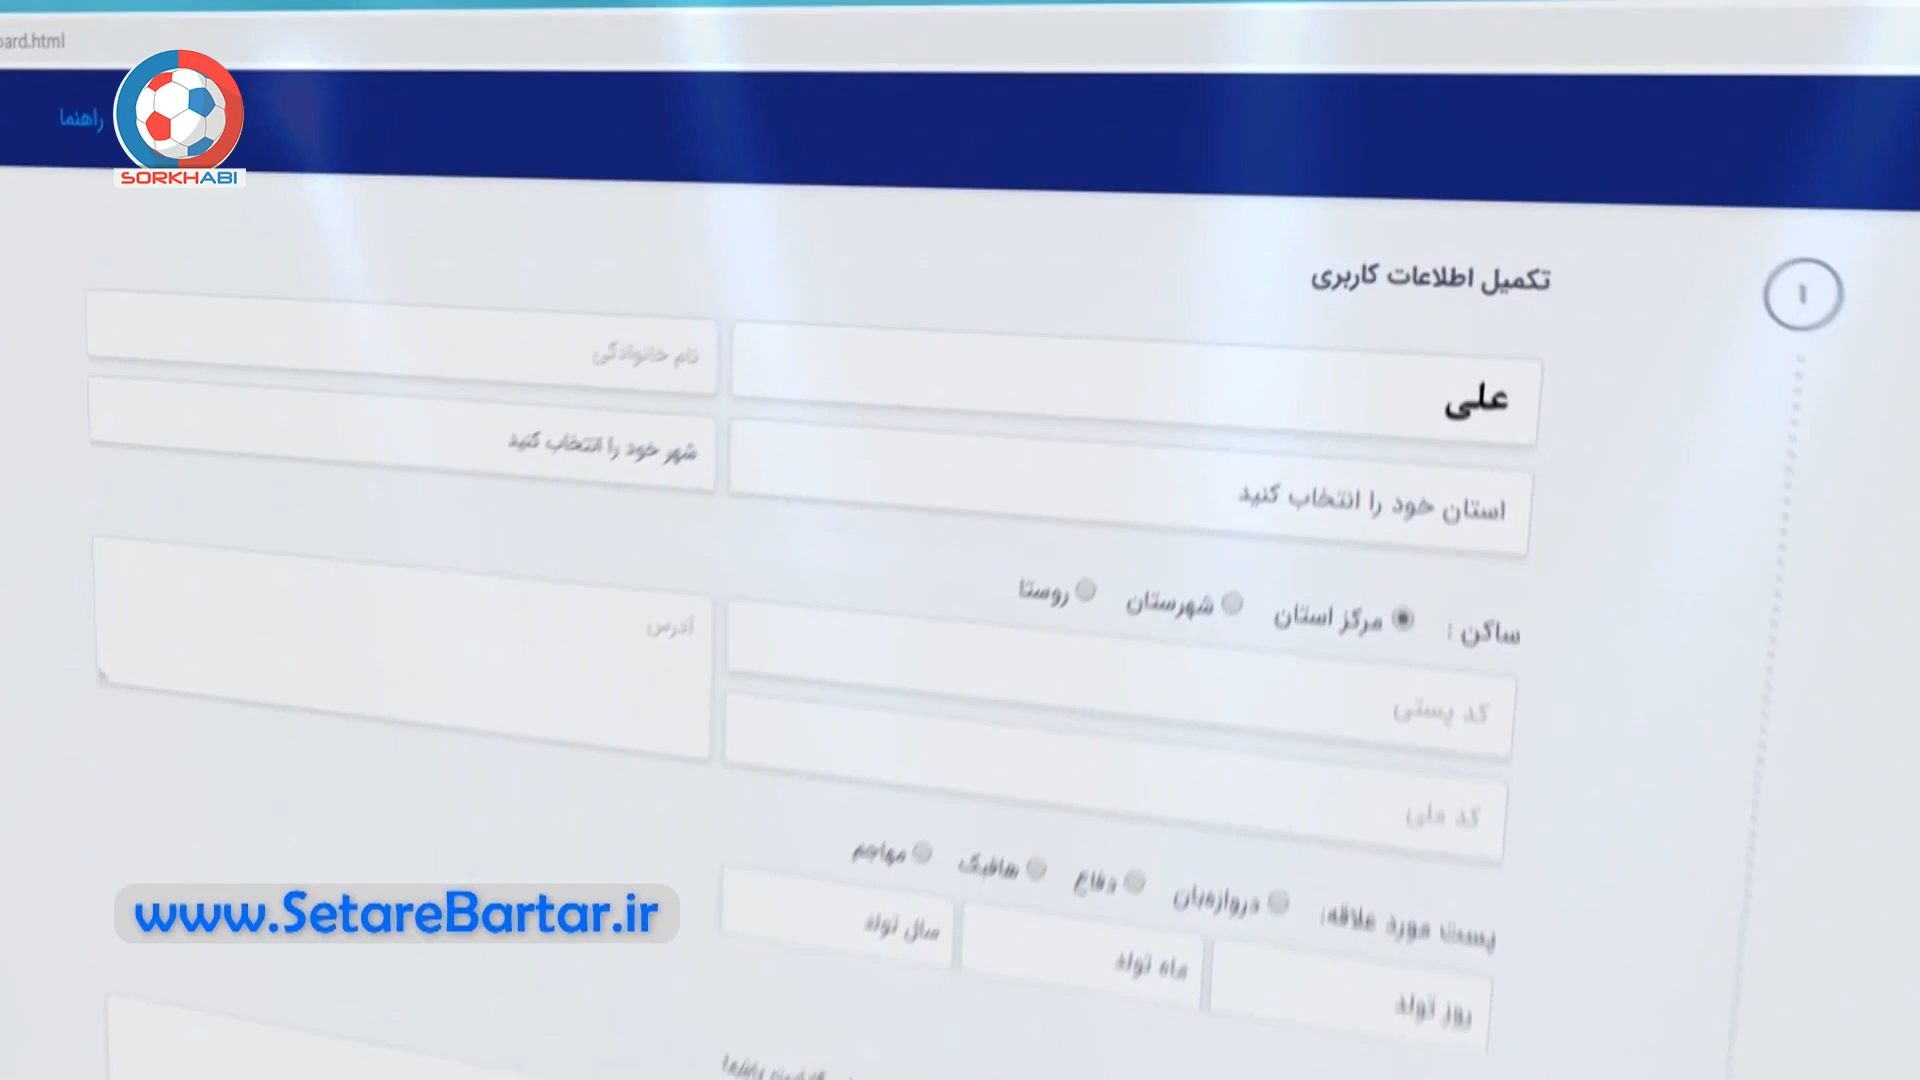 oard.html
راهنما
SORKHABI
۱
تکمیل اطلاعات کاربری
علی
نام خانوادگی
استان خود را انتخاب کنید
شهر خود را انتخاب کنید
ساکن : مرکز استان شهرستان روستا
کد پستی
آدرس
کد ملی
پست مورد علاقه: دروازه‌بان دفاع هافبک مهاجم
روز تولد
ماه تولد
سال تولد
www.SetareBartar.ir